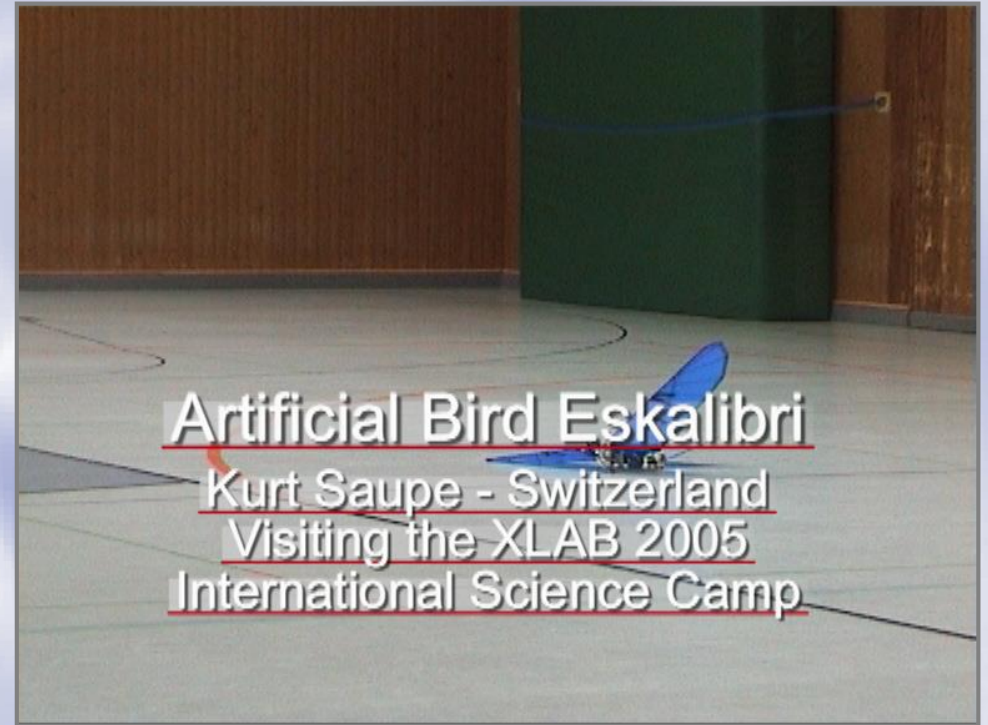 Artificial Bird Eskalibri
Kurt Saupe - Switzerland
Visiting the XLAB 2005
International Science Camp